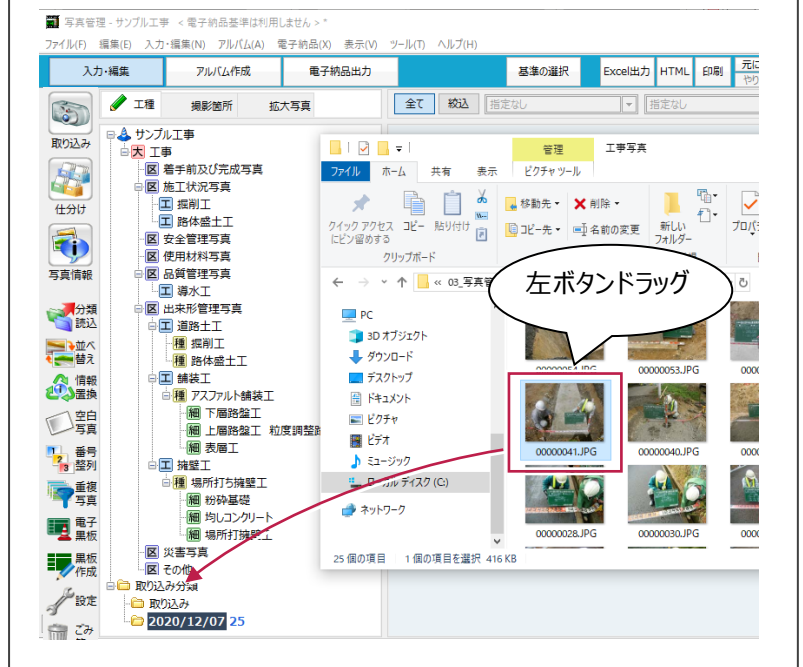 写真管理 - サンプル工事 ＜電子納品基準は利用しません＞*
ファイル(F) 編集(E) 入力・編集(N) アルバム(A) 電子納品(X) 表示(V) ツール(T) ヘルプ(H)
入力・編集 アルバム作成 電子納品出力 基準の選択 Excel出力 HTML 印刷 元に
やり
工種 撮影箇所 拡大写真 全て 絞込 指定なし 指定なし
取り込み
仕分け
写真情報
分類
読込
並べ
替え
情報
置換
空白
写真
番号
整列
重複
写真
電子
黒板
黒板
作成
設定
ごみ
サンプル工事
大 工事
区 着手前及び完成写真
区 施工状況写真
工 掘削工
工 路体盛土工
区 安全管理写真
区 使用材料写真
区 品質管理写真
工 導水工
区 出来形管理写真
工 道路土工
種 掘削工
種 路体盛土工
工 舗装工
種 アスファルト舗装工
細 下層路盤工
細 上層路盤工 粒度調整路
細 表層工
工 擁壁工
種 場所打ち擁壁工
細 粉砕基礎
細 均しコンクリート
細 場所打擁壁工
区 災害写真
区 その他
取り込み分類
取り込み
2020/12/07 25
管理 工事写真
ファイル ホーム 共有 表示 ピクチャ ツール
クイック アクセス
にピン留めする
コピー 貼り付け
移動先 削除
コピー先 名前の変更
新しい
フォルダー
プロパテ
クリップボード
« 03_写真管
左ボタンドラッグ
PC
3D オブジェクト
ダウンロード
デスクトップ
ドキュメント
ピクチャ
ビデオ
ミュージック
ローカル ディスク (C:)
ネットワーク
00000054.JPG 00000053.JPG 0000
00000041.JPG 00000040.JPG 0000
00000028.JPG 00000030.JPG 0000
25 個の項目 1 個の項目を選択 416 KB